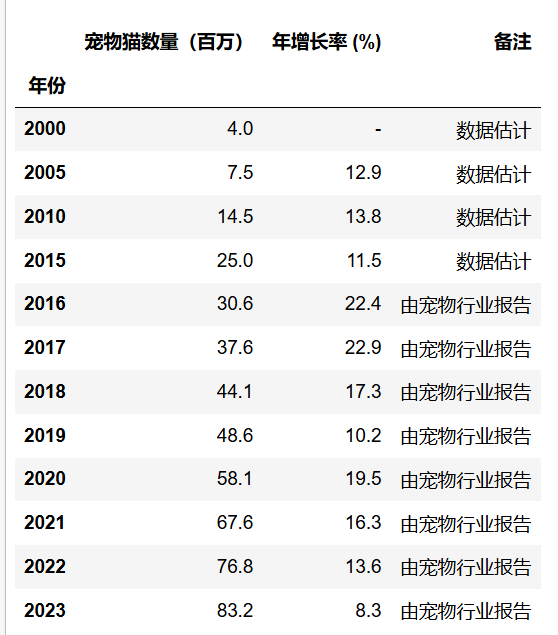 宠物猫数量（百万） 年增长率 (%) 备注
年份
2000 4.0 - 数据估计
2005 7.5 12.9 数据估计
2010 14.5 13.8 数据估计
2015 25.0 11.5 数据估计
2016 30.6 22.4 由宠物行业报告
2017 37.6 22.9 由宠物行业报告
2018 44.1 17.3 由宠物行业报告
2019 48.6 10.2 由宠物行业报告
2020 58.1 19.5 由宠物行业报告
2021 67.6 16.3 由宠物行业报告
2022 76.8 13.6 由宠物行业报告
2023 83.2 8.3 由宠物行业报告